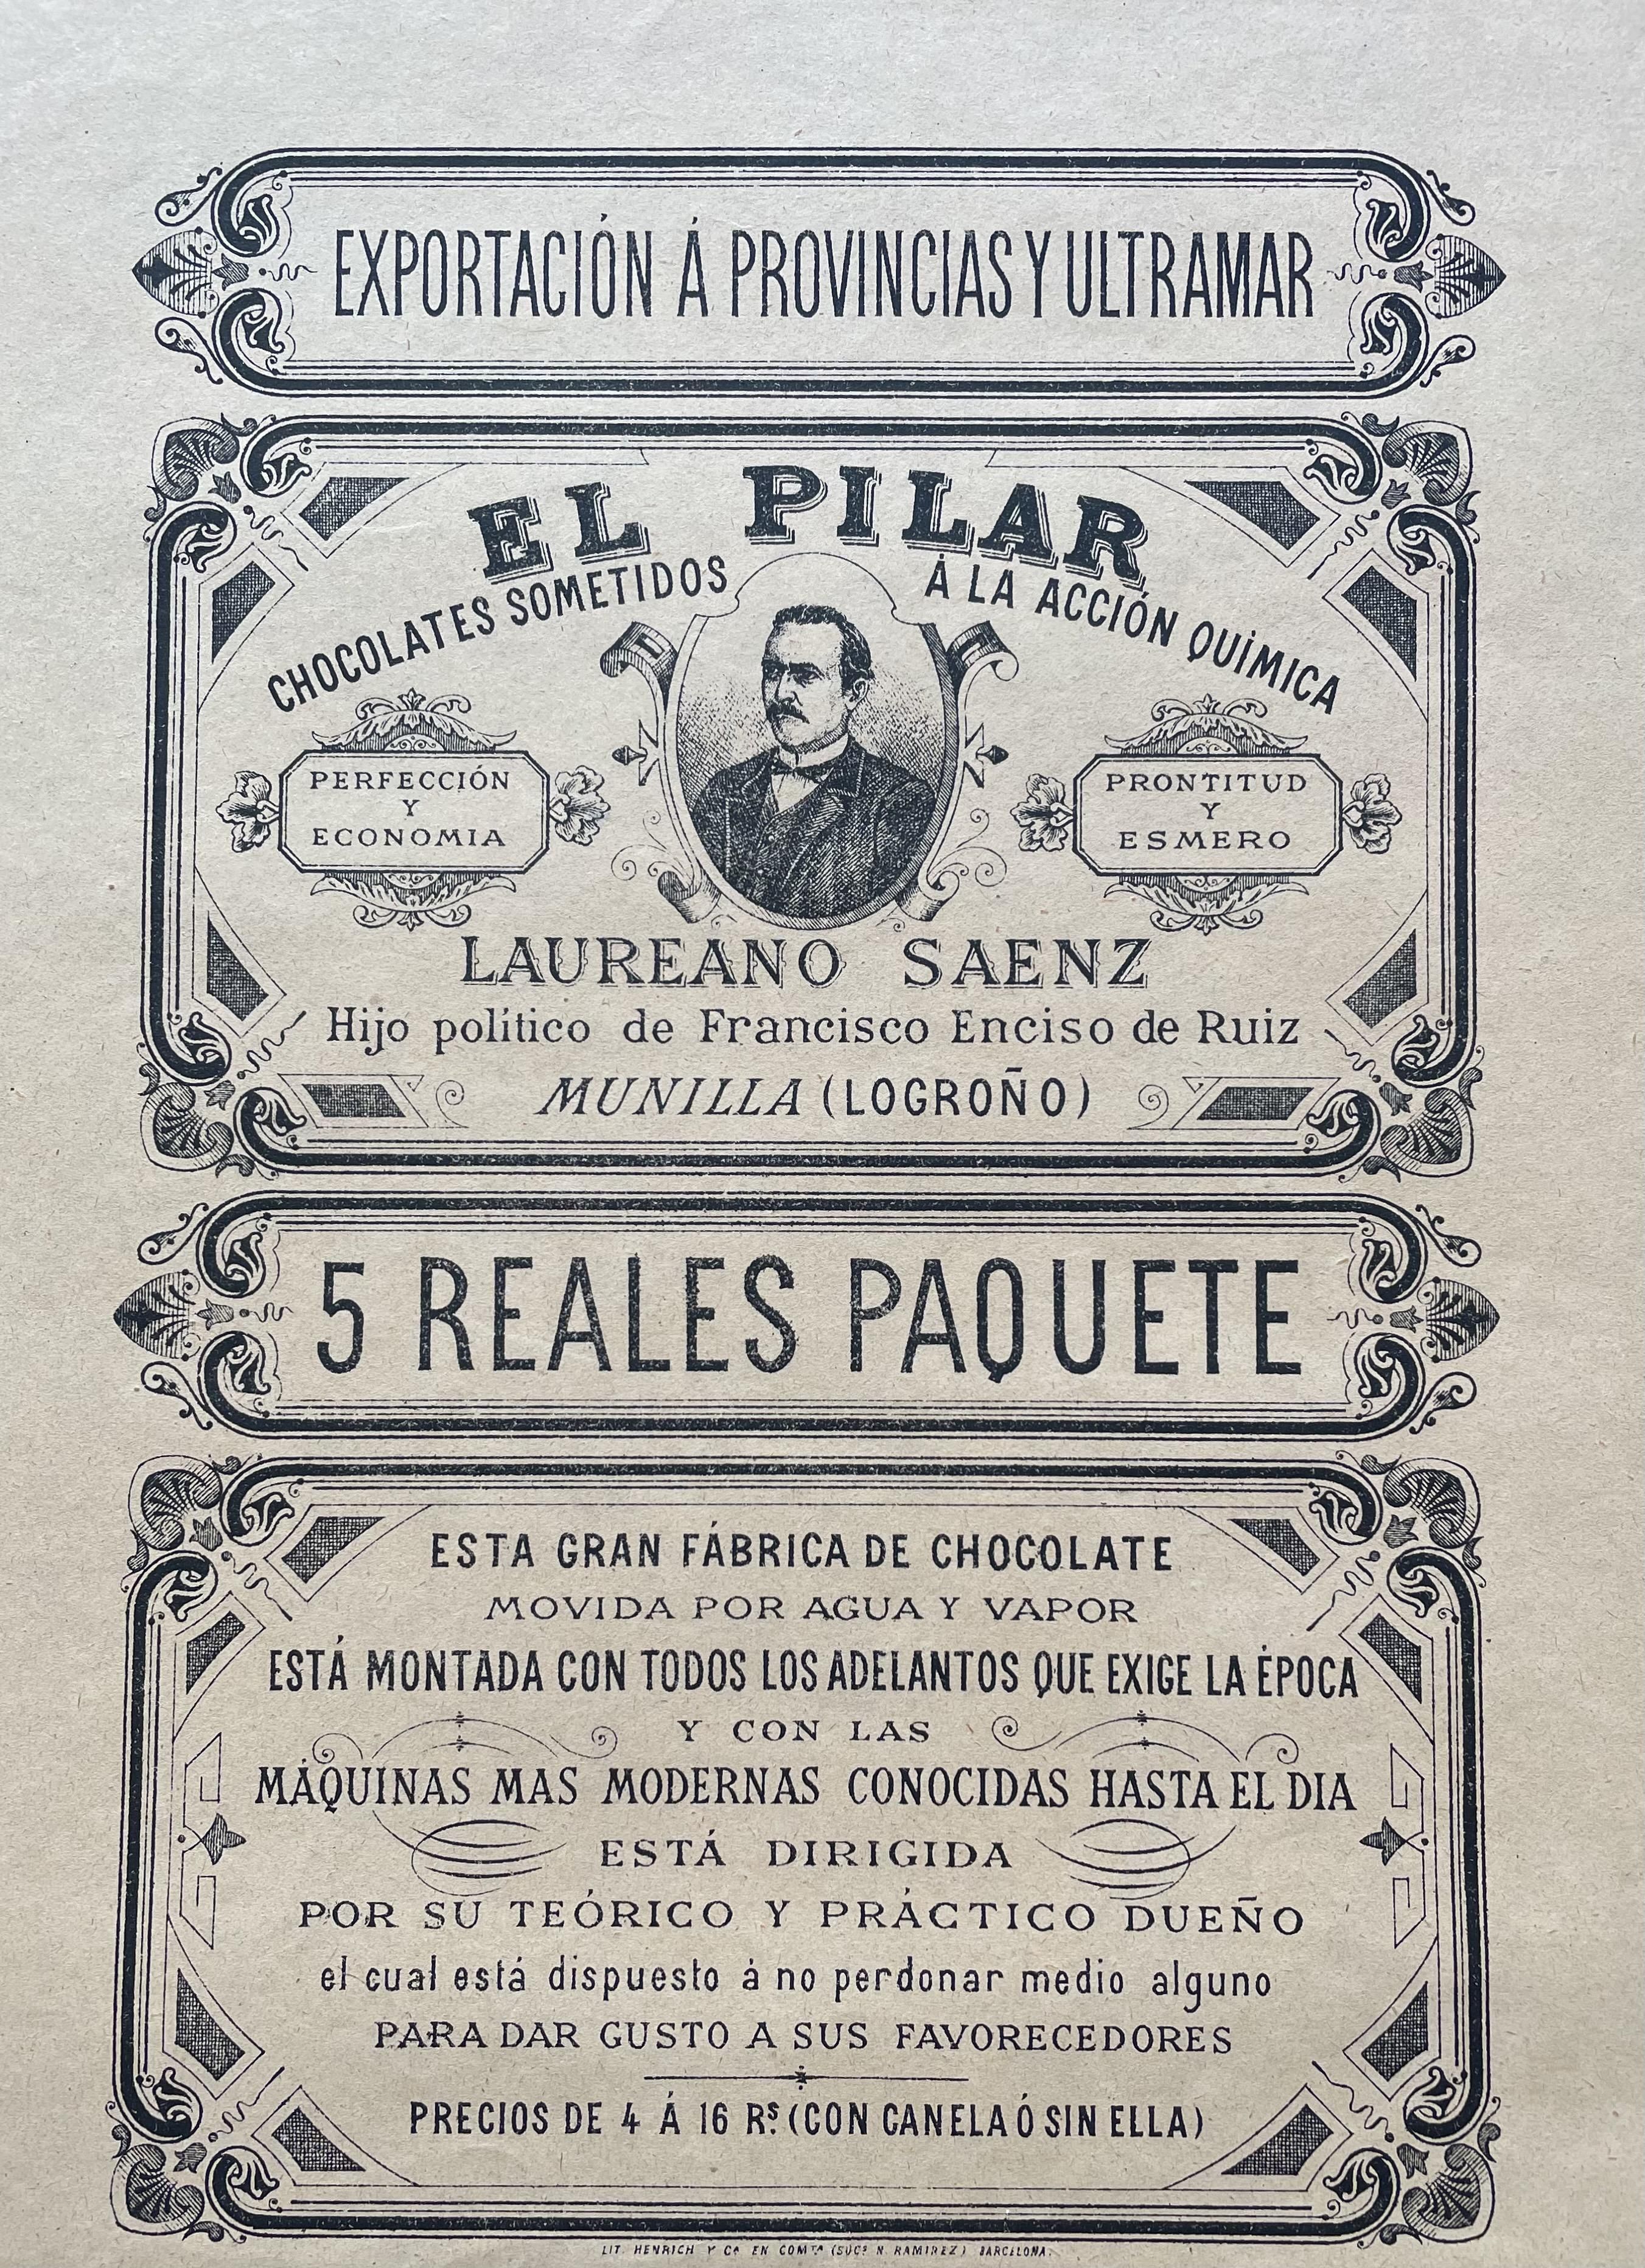 EXPORTACIÓN Á PROVINCIAS Y ULTRAMAR
EL PILAR
CHOCOLATES SOMETIDOS Á LA ACCIÓN QUÍMICA
PERFECCIÓN
Y
ECONOMIA
PRONTITUD
Y
ESMERO
LAUREANO SAENZ
Hijo político de Francisco Enciso de Ruiz
MUNILLA (LOGROÑO)
5 REALES PAQUETE
ESTA GRAN FÁBRICA DE CHOCOLATE
MOVIDA POR AGUA Y VAPOR
ESTÁ MONTADA CON TODOS LOS ADELANTOS QUE EXIGE LA ÉPOCA
Y CON LAS
MÁQUINAS MAS MODERNAS CONOCIDAS HASTA EL DIA
ESTÁ DIRIGIDA
POR SU TEÓRICO Y PRÁCTICO DUEÑO
el cual está dispuesto á no perdonar medio alguno
PARA DAR GUSTO A SUS FAVORECEDORES
PRECIOS DE 4 Á 16 Rs. (CON CANELA Ó SIN ELLA)
LIT. HENRICH Y Cª EN COMTA (SUCS N. RAMIREZ) BARCELONA.